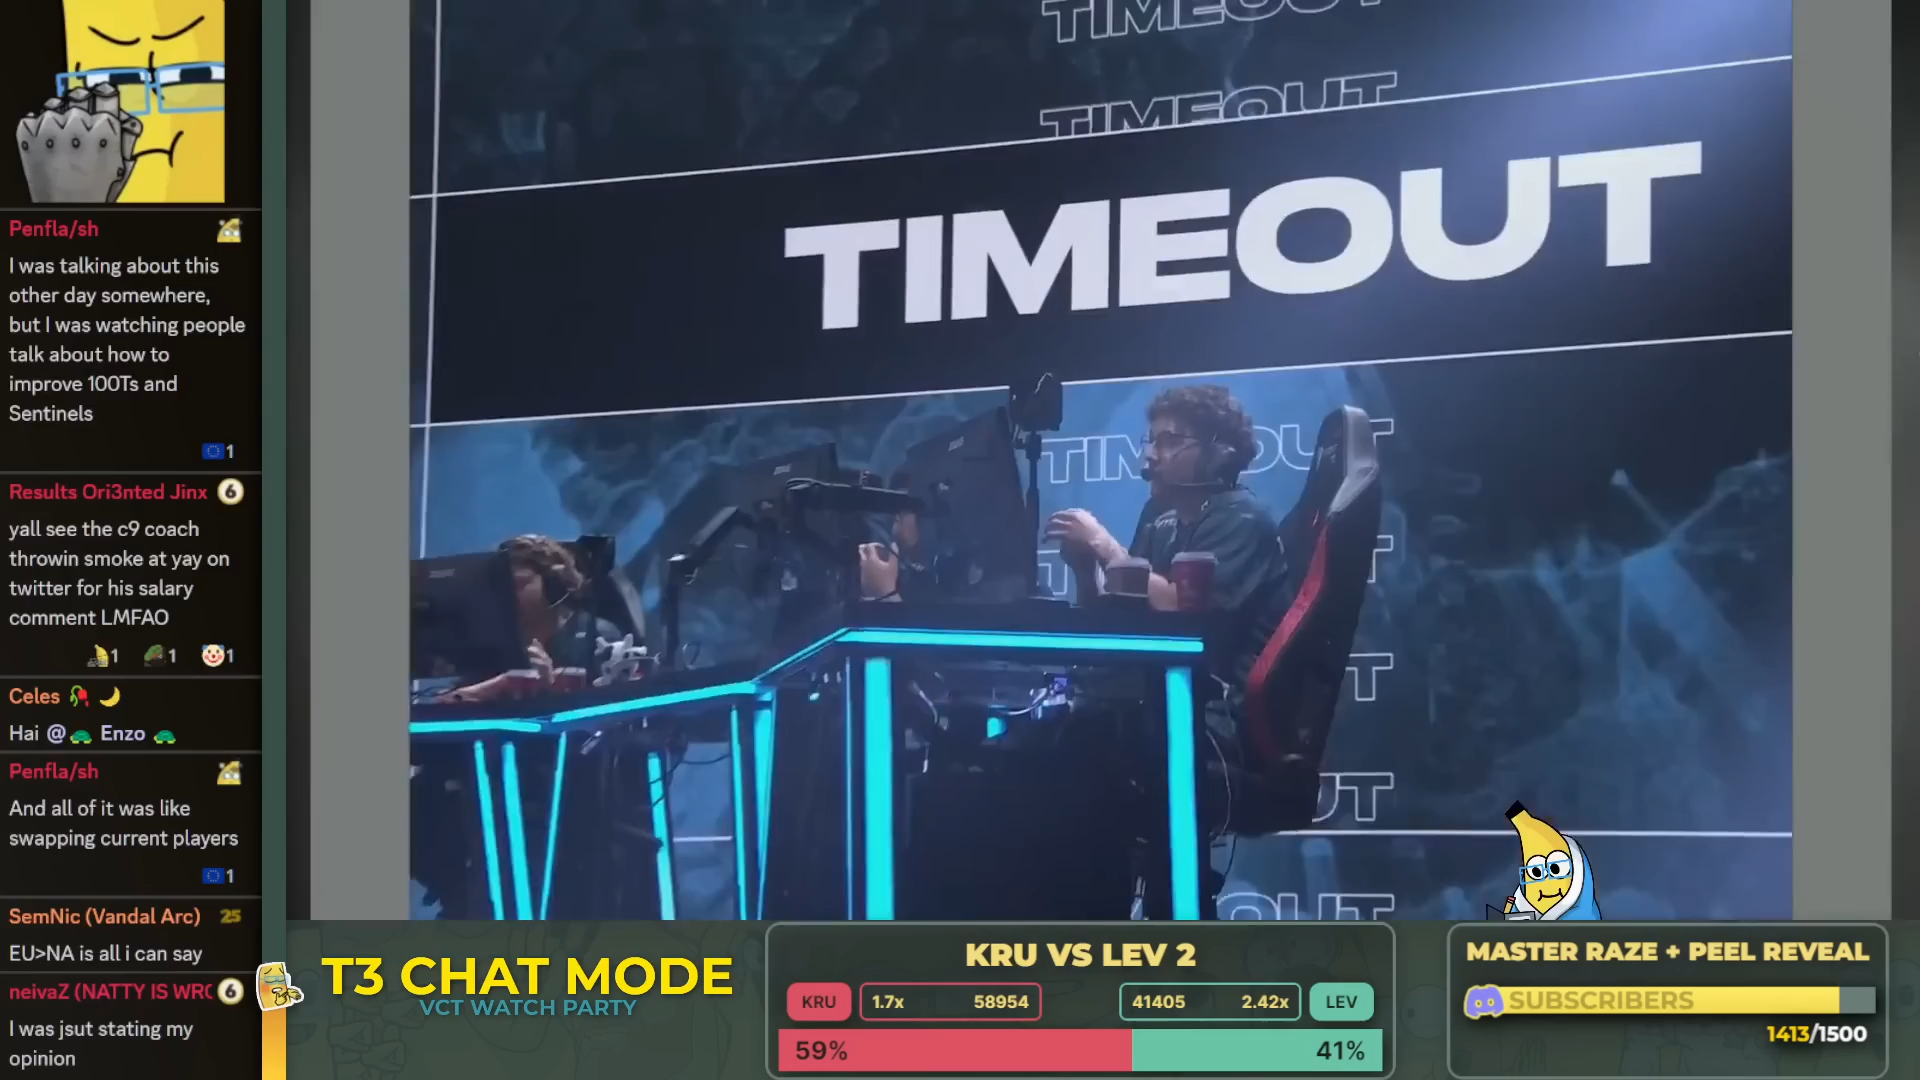 Penfla/sh
I was talking about this
other day somewhere,
but I was watching people
talk about how to
improve 100Ts and
Sentinels
1
Results Ori3nted Jinx 6
yall see the c9 coach
throwin smoke at yay on
twitter for his salary
comment LMFAO
1 1 1
Celes
Hai @ Enzo
Penfla/sh
And all of it was like
swapping current players
1
SemNic (Vandal Arc) 25
EU>NA is all i can say
neivaZ (NATTY IS WRC 6
I was jsut stating my
opinion
TIMEOUT
TIMEOUT
TIMEOUT
TIM OUT
T T
T
UT
OUT
T3 CHAT MODE
VCT WATCH PARTY
KRU VS LEV 2
KRU 1.7x 58954 41405 2.42x LEV
59% 41%
MASTER RAZE + PEEL REVEAL
SUBSCRIBERS
1413/1500